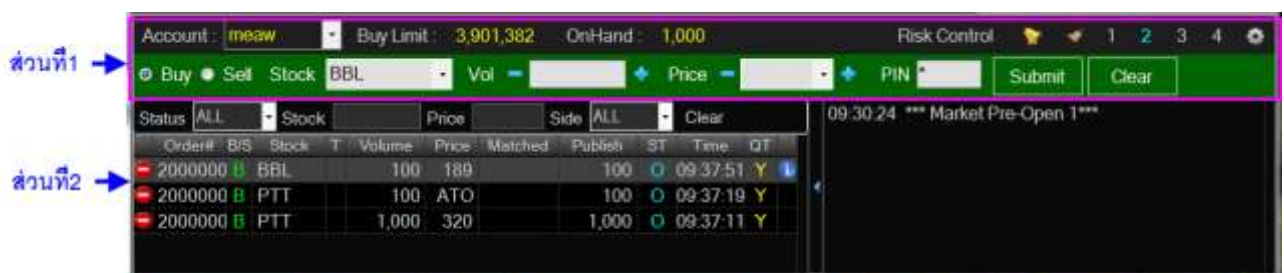 Account : meaw Buy Limit : 3,901,382 OnHand : 1,000 Risk Control 1 2 3 4
ส่วนที่1
Buy Sell Stock BBL Vol Price PIN * Submit Clear
Status ALL Stock Price Side ALL Clear 09:30:24 *** Market Pre-Open 1***
Order# B/S Stock T Volume Price Matched Publish ST Time QT
ส่วนที่2
2000000 B BBL 100 189 100 O 09:37:51 Y
2000000 B PTT 100 ATO 100 O 09:37:19 Y
2000000 B PTT 1,000 320 1,000 O 09:37:11 Y